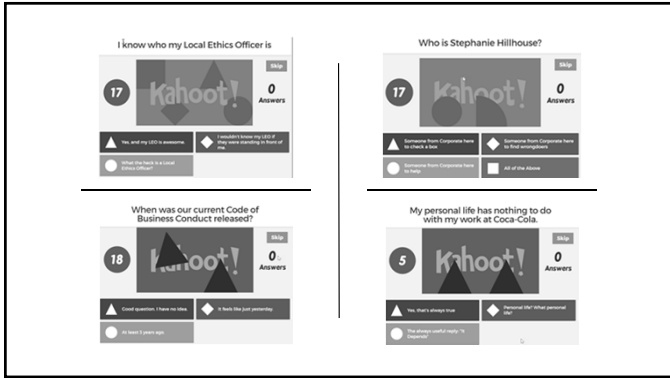 I know who my Local Ethics Officer is
Skip
17
Kahoot!
0
Answers
Yes, and my LEO is awesome.
I wouldn't know my LEO if
they were standing in front of
me.
What the heck is a Local
Ethics Officer?
Who is Stephanie Hillhouse?
Skip
17
Kahoot!
0
Answers
Someone from Corporate here
to check a box
Someone from Corporate here
to find wrongdoers
Someone from Corporate here
to help
All of the Above
When was our current Code of
Business Conduct released?
Skip
18
Kahoot!
0
Answers
Good question. I have no idea.
It feels like just yesterday.
At least 5 years ago.
My personal life has nothing to do
with my work at Coca-Cola.
Skip
5
Kahoot!
0
Answers
Yes, that's always true
Personal life? What personal
life?
The always useful reply, "It
Depends"